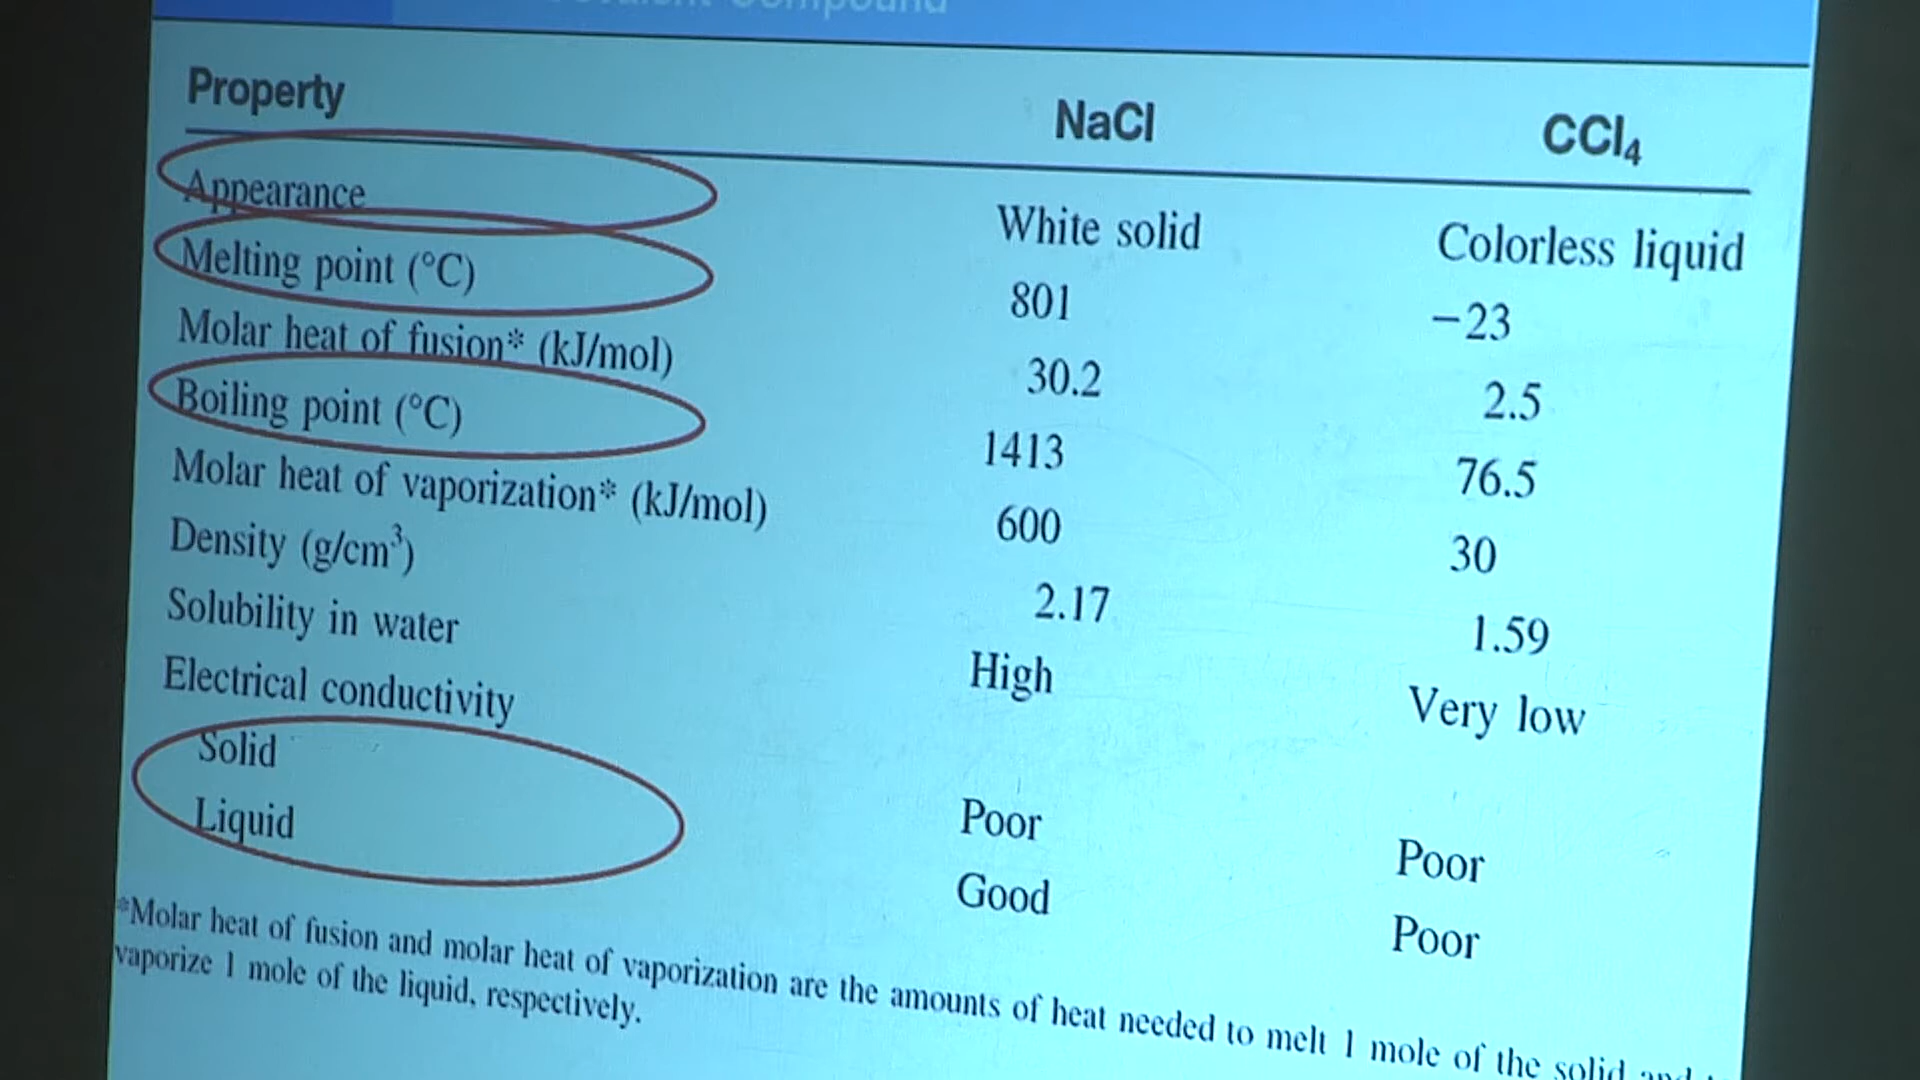 Compound
Property NaCl CCl₄
Appearance White solid Colorless liquid
Melting point (°C) 801 −23
Molar heat of fusion* (kJ/mol) 30.2 2.5
Boiling point (°C) 1413 76.5
Molar heat of vaporization* (kJ/mol) 600 30
Density (g/cm³) 2.17 1.59
Solubility in water High Very low
Electrical conductivity
Solid Poor Poor
Liquid Good Poor
*Molar heat of fusion and molar heat of vaporization are the amounts of heat needed to melt 1 mole of the solid and
vaporize 1 mole of the liquid, respectively.